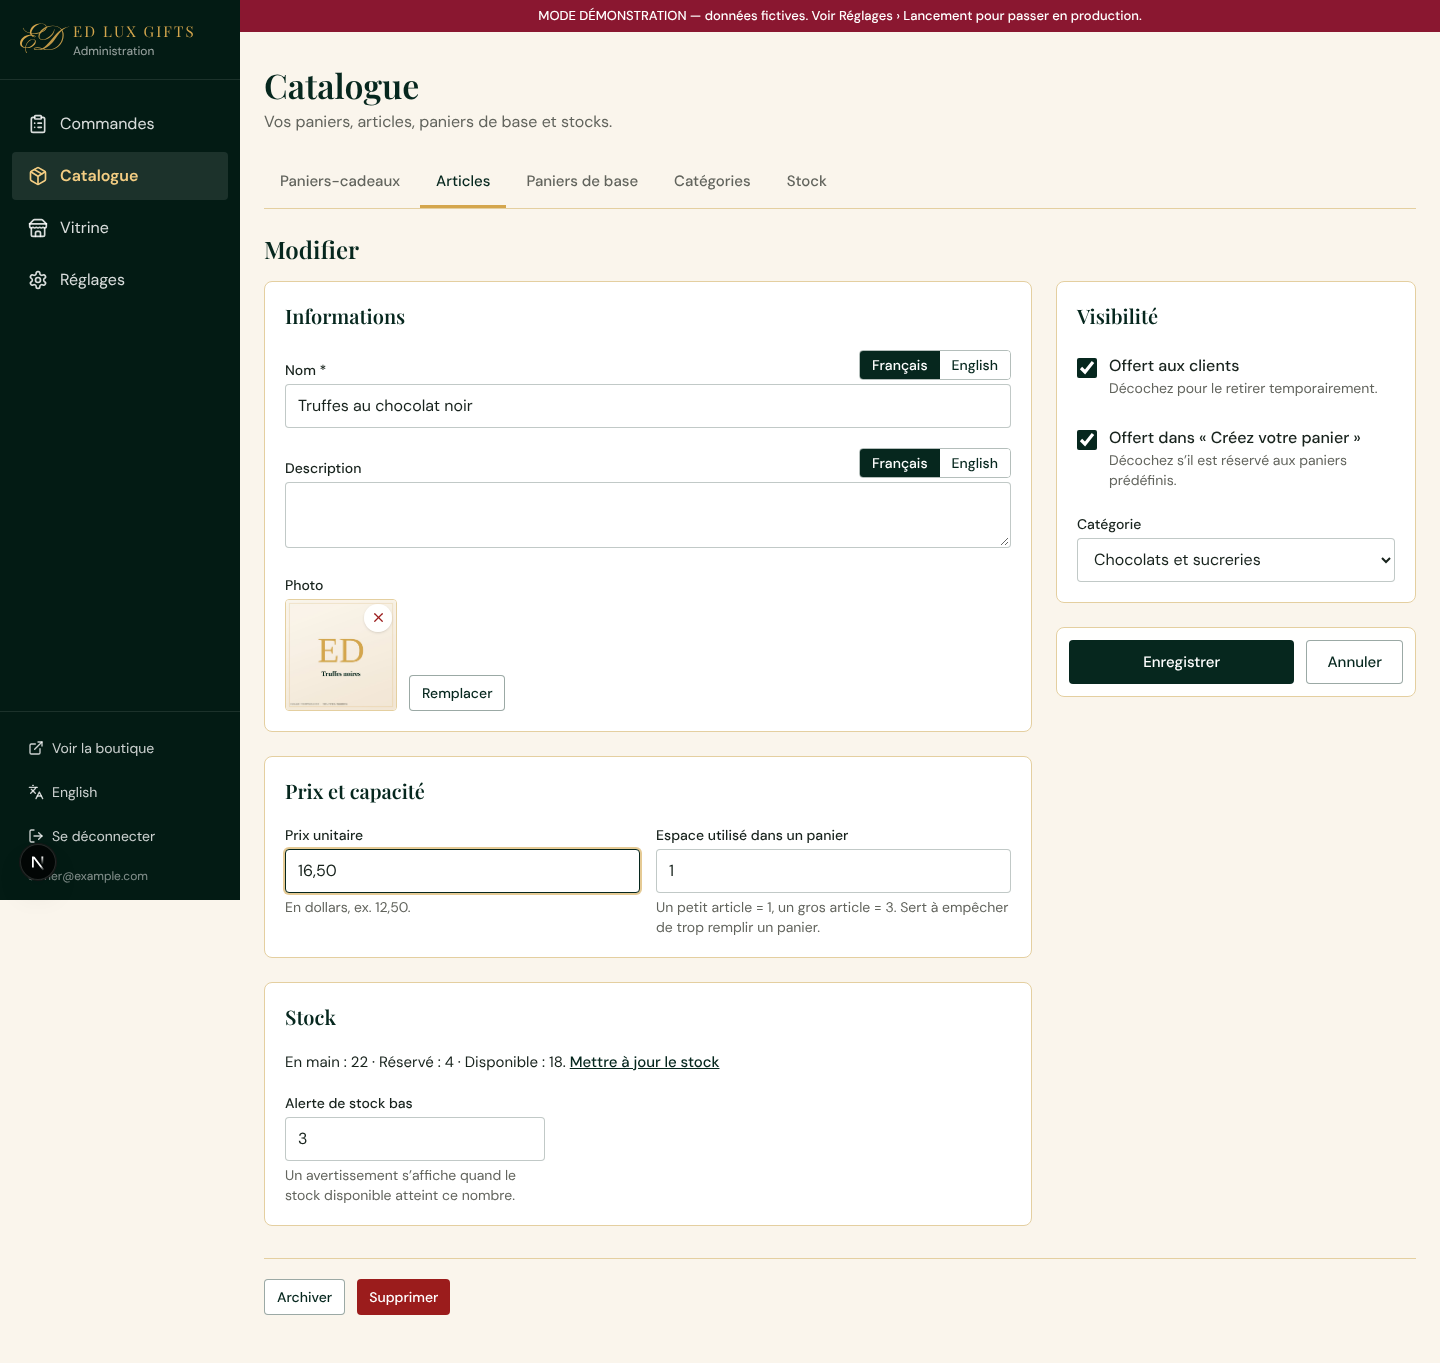 MODE DÉMONSTRATION — données fictives. Voir Réglages › Lancement pour passer en production.
ED LUX GIFTS
Administration
Commandes
Catalogue
Vitrine
Réglages
Voir la boutique
English
Se déconnecter
N
er@example.com
Catalogue
Vos paniers, articles, paniers de base et stocks.
Paniers-cadeaux Articles Paniers de base Catégories Stock
Modifier
Informations
Nom *
Français English
Truffes au chocolat noir
Description
Français English
Photo
ED
Truffes noires
Remplacer
Prix et capacité
Prix unitaire
16,50
En dollars, ex. 12,50.
Espace utilisé dans un panier
1
Un petit article = 1, un gros article = 3. Sert à empêcher
de trop remplir un panier.
Stock
En main : 22 · Réservé : 4 · Disponible : 18. Mettre à jour le stock
Alerte de stock bas
3
Un avertissement s’affiche quand le
stock disponible atteint ce nombre.
Archiver Supprimer
Visibilité
Offert aux clients
Décochez pour le retirer temporairement.
Offert dans « Créez votre panier »
Décochez s’il est réservé aux paniers
prédéfinis.
Catégorie
Chocolats et sucreries
Enregistrer Annuler